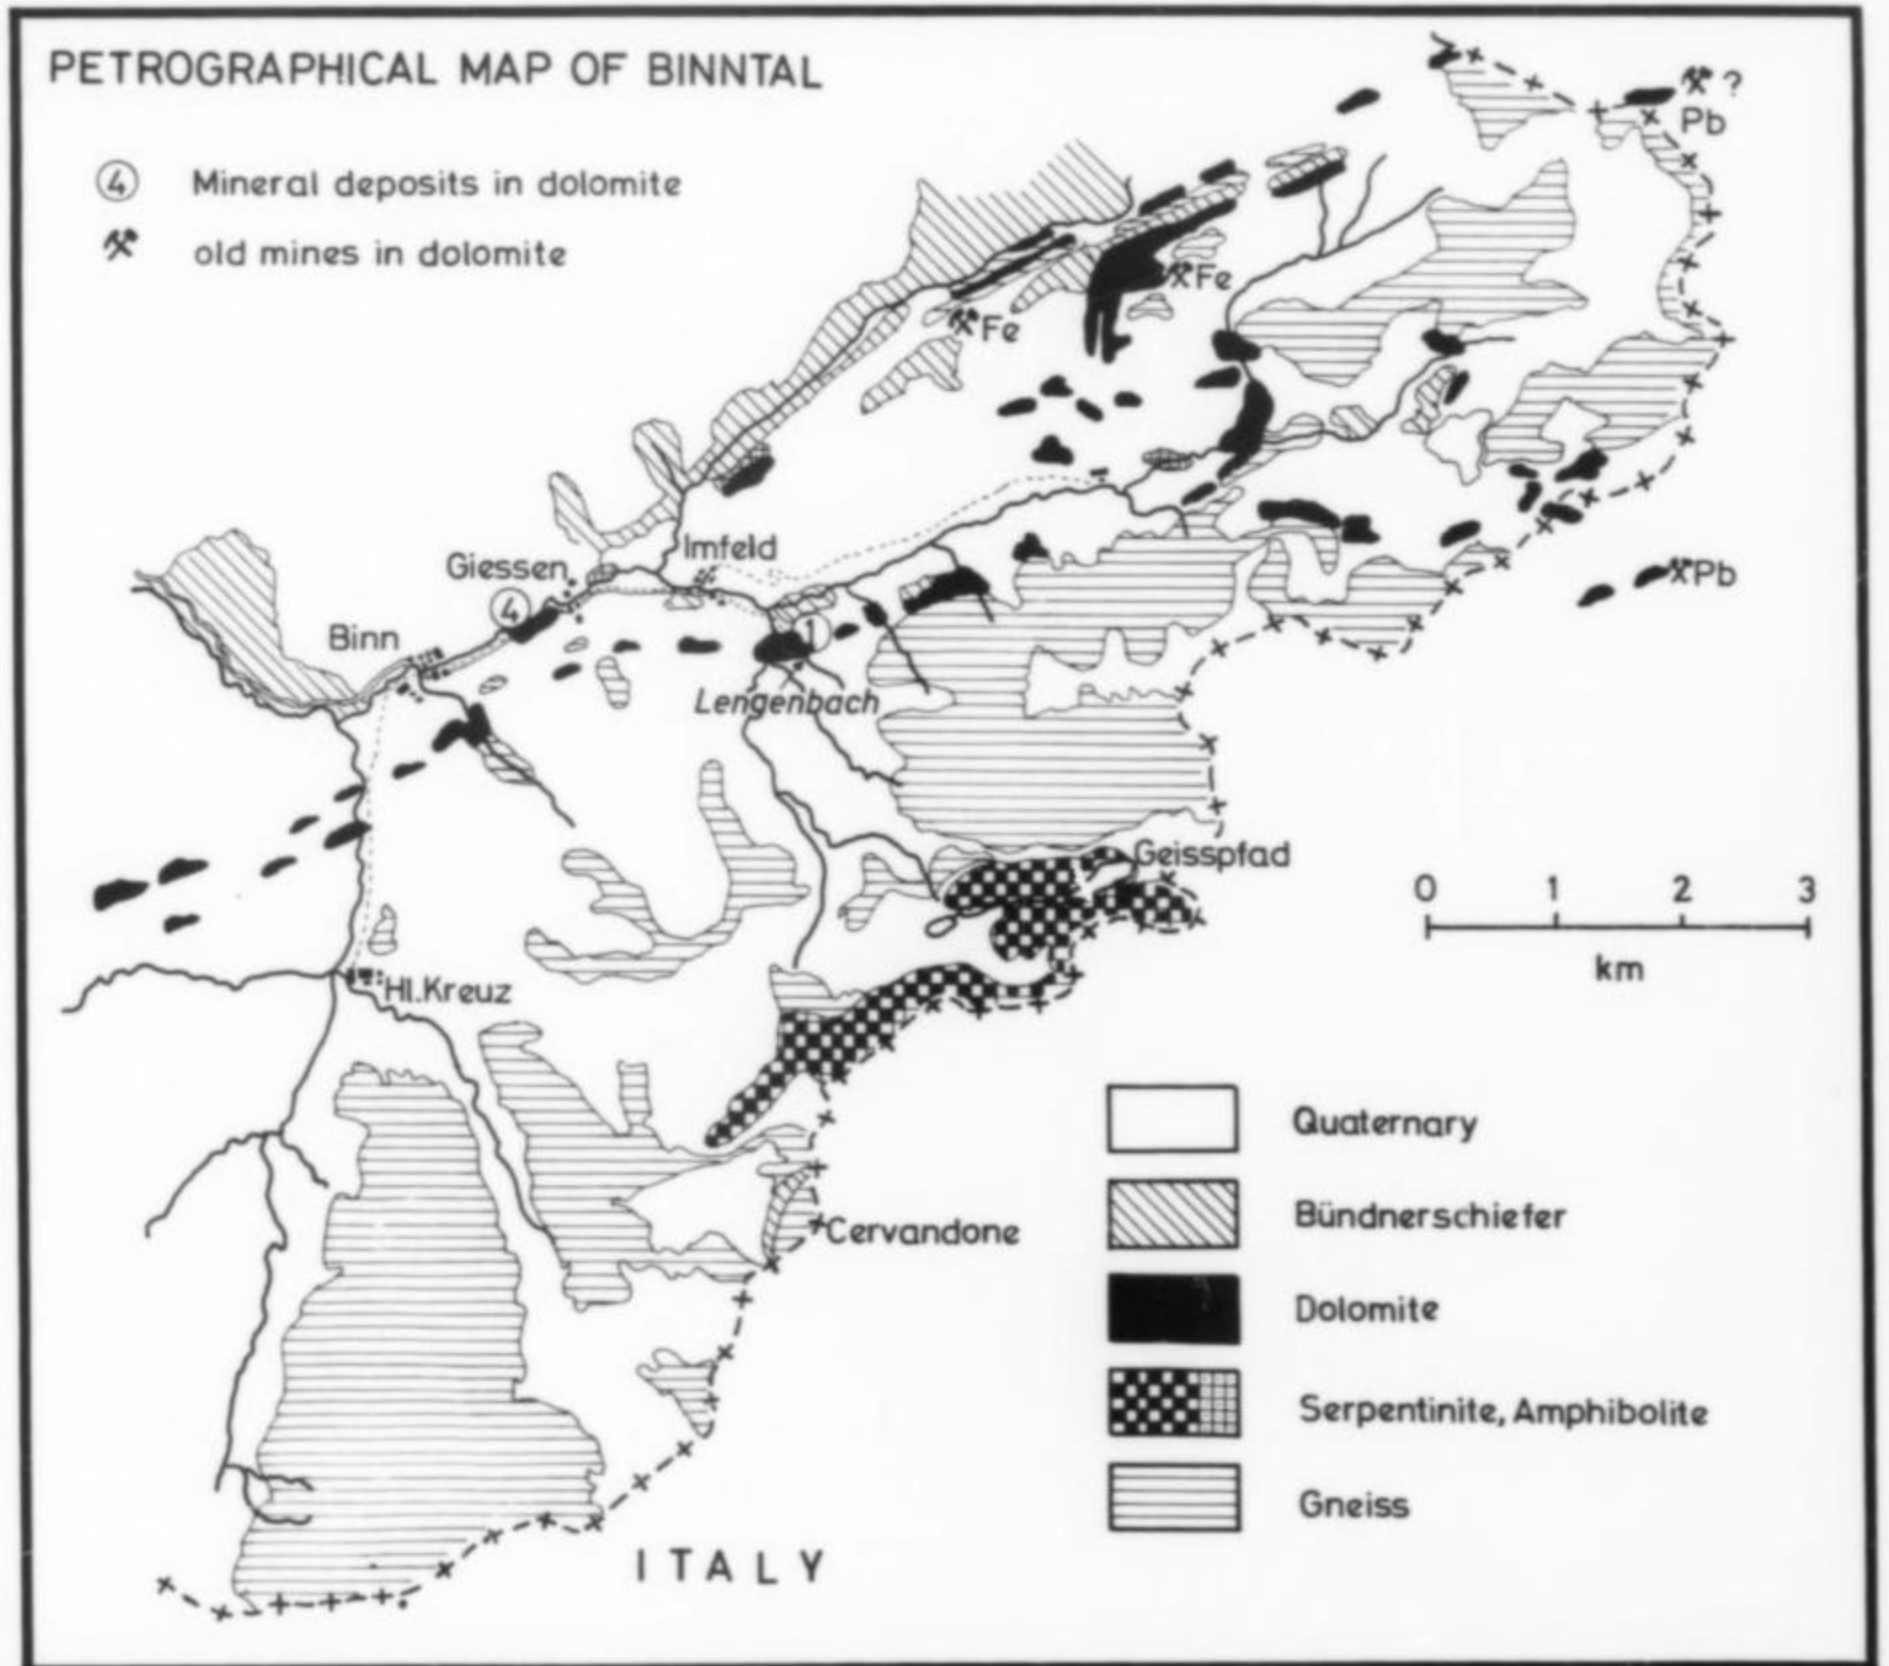 PETROGRAPHICAL MAP OF BINNTAL
4 Mineral deposits in dolomite
old mines in dolomite
?
Pb
Fe
Fe
Imfeld
Giessen
4
Binn
1
Lengenbach
Pb
Geisspfad
0 1 2 3
km
Hl.Kreuz
Cervandone
Quaternary
Bündnerschiefer
Dolomite
Serpentinite, Amphibolite
Gneiss
ITALY